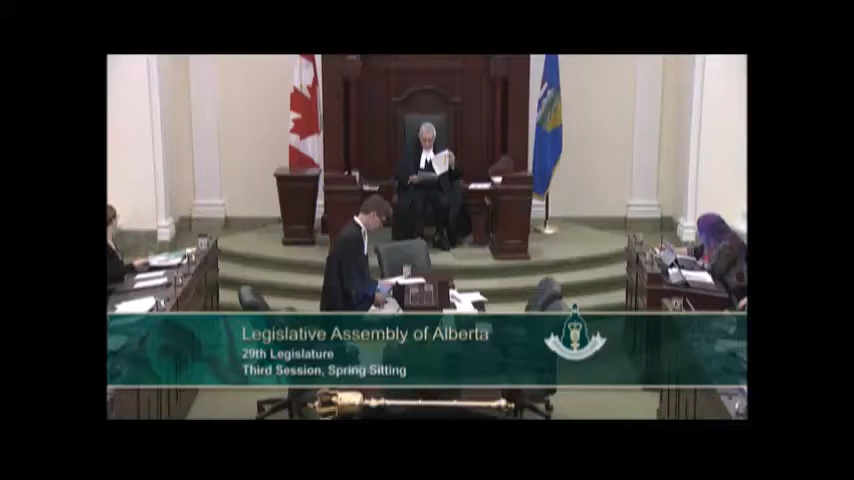 Legislative Assembly of Alberta
29th Legislature
Third Session, Spring Sitting